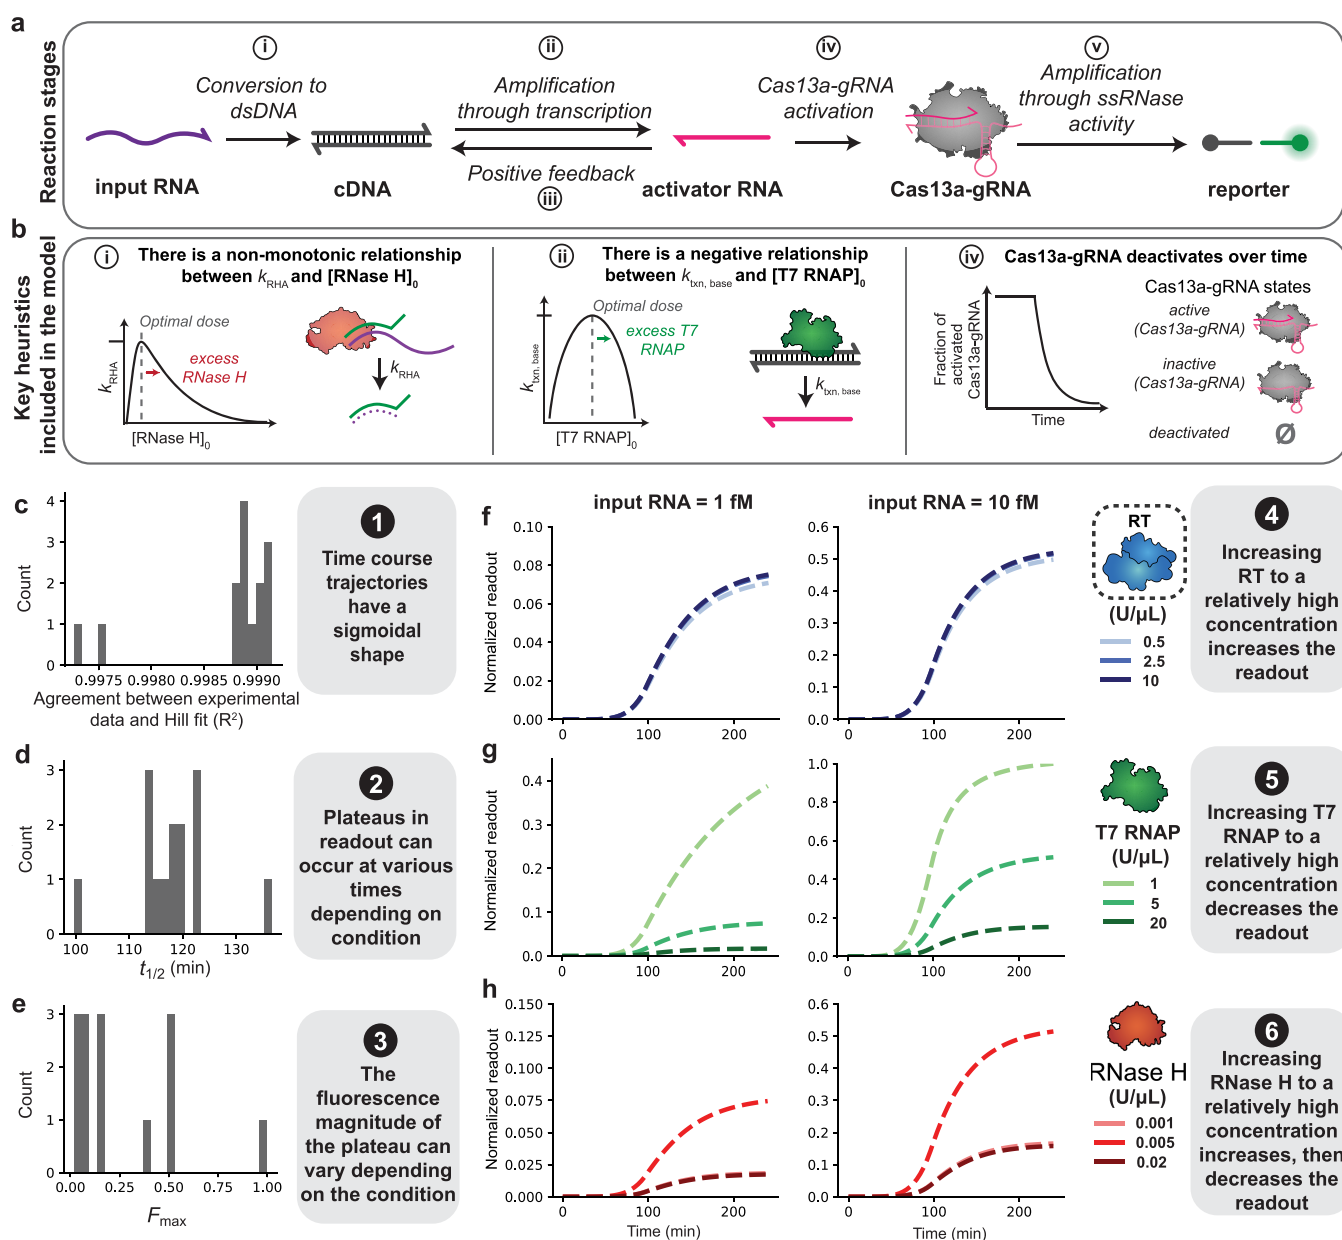 a
Reaction stages
i
Conversion to
dsDNA
ii
Amplification
through transcription
Positive feedback
iii
iv
Cas13a-gRNA
activation
v
Amplification
through ssRNase
activity
input RNA
cDNA
activator RNA
Cas13a-gRNA
reporter
b
Key heuristics
included in the model
i
There is a non-monotonic relationship
between k_RHA and [RNase H]_0
Optimal dose
excess
RNase H
k_RHA
[RNase H]_0
k_RHA
ii
There is a negative relationship
between k_txn, base and [T7 RNAP]_0
Optimal dose
excess T7
RNAP
k_txn, base
[T7 RNAP]_0
k_txn, base
iv
Cas13a-gRNA deactivates over time
Fraction of
activated
Cas13a-gRNA
Time
Cas13a-gRNA states
active
(Cas13a-gRNA)
inactive
(Cas13a-gRNA)
deactivated
Ø
c
Count
4
3
2
1
0
0.9975 0.9980 0.9985 0.9990
Agreement between experimental
data and Hill fit (R²)
1
Time course
trajectories
have a
sigmoidal
shape
d
Count
3
2
1
0
100 110 120 130
t_1/2 (min)
2
Plateaus in
readout can
occur at various
times
depending on
condition
e
Count
3
2
1
0
0.00 0.25 0.50 0.75 1.00
F_max
3
The
fluorescence
magnitude of
the plateau can
vary depending
on the condition
f
input RNA = 1 fM
input RNA = 10 fM
Normalized readout
0.10
0.08
0.06
0.04
0.02
0.00
0 100 200
0.6
0.5
0.4
0.3
0.2
0.1
0.0
0 100 200
RT
(U/µL)
0.5
2.5
10
4
Increasing
RT to a
relatively high
concentration
increases the
readout
g
Normalized readout
0.4
0.3
0.2
0.1
0.0
0 100 200
1.0
0.8
0.6
0.4
0.2
0.0
0 100 200
T7 RNAP
(U/µL)
1
5
20
5
Increasing T7
RNAP to a
relatively high
concentration
decreases the
readout
h
Normalized readout
0.150
0.125
0.100
0.075
0.050
0.025
0.000
0 100 200
Time (min)
0.6
0.5
0.4
0.3
0.2
0.1
0.0
0 100 200
Time (min)
RNase H
(U/µL)
0.001
0.005
0.02
6
Increasing
RNase H to a
relatively high
concentration
increases, then
decreases the
readout